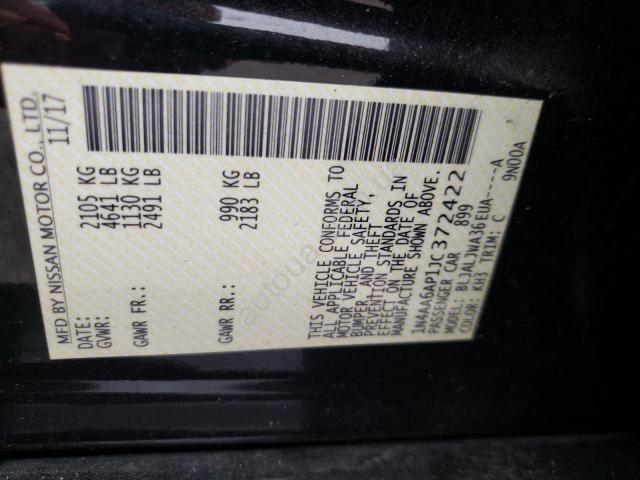 MFD BY NISSAN MOTOR CO., LTD.
DATE: 11/17
GVWR: 2105 KG
4641 LB
GAWR FR.: 1130 KG
2491 LB
GAWR RR.: 990 KG
2183 LB
THIS VEHICLE CONFORMS TO
ALL APPLICABLE FEDERAL
MOTOR VEHICLE SAFETY,
BUMPER, AND THEFT
PREVENTION STANDARDS IN
EFFECT ON THE DATE OF
MANUFACTURE SHOWN ABOVE.
1N4AA6AP1JC372422
PASSENGER CAR 899
MODEL: BLJALJWA36EUA----A
COLOR: KH3 TRIM: C 9N00A